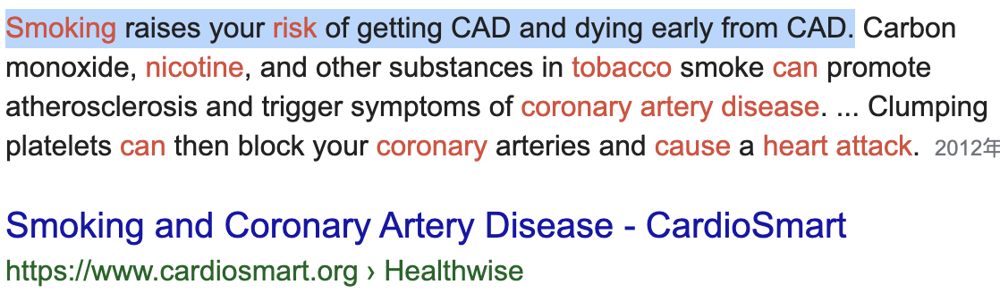 Smoking raises your risk of getting CAD and dying early from CAD. Carbon
monoxide, nicotine, and other substances in tobacco smoke can promote
atherosclerosis and trigger symptoms of coronary artery disease. ... Clumping
platelets can then block your coronary arteries and cause a heart attack. 2012年
Smoking and Coronary Artery Disease - CardioSmart
https://www.cardiosmart.org › Healthwise